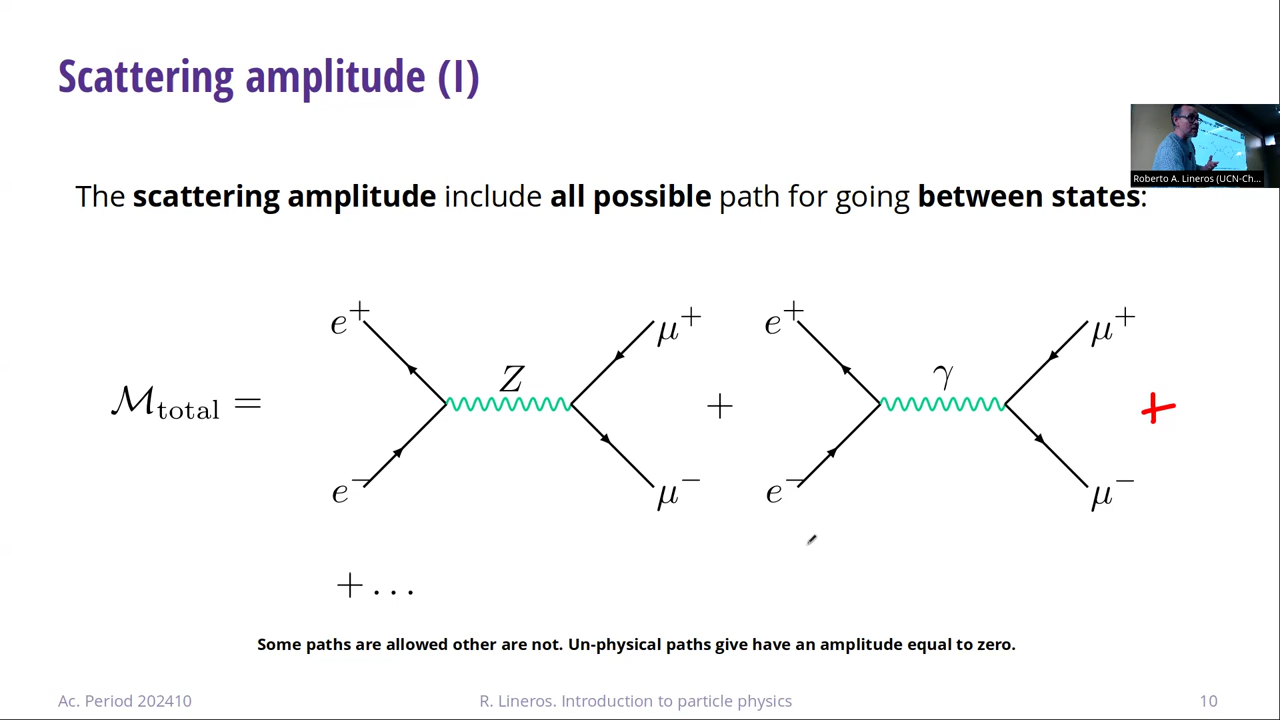 Scattering amplitude (I)
Roberto A. Lineros (UCN-Ch...
The scattering amplitude include all possible path for going between states:
e⁺ Z μ⁺ e⁺ γ μ⁺
ℳ_total = + +
e⁻ μ⁻ e⁻ μ⁻
+ ...
Some paths are allowed other are not. Un-physical paths give have an amplitude equal to zero.
Ac. Period 202410
R. Lineros. Introduction to particle physics
10